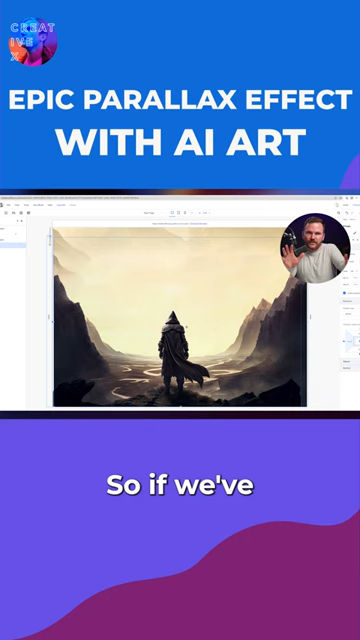 CREAT
IVE
X
EPIC PARALLAX EFFECT
WITH AI ART
So if we've